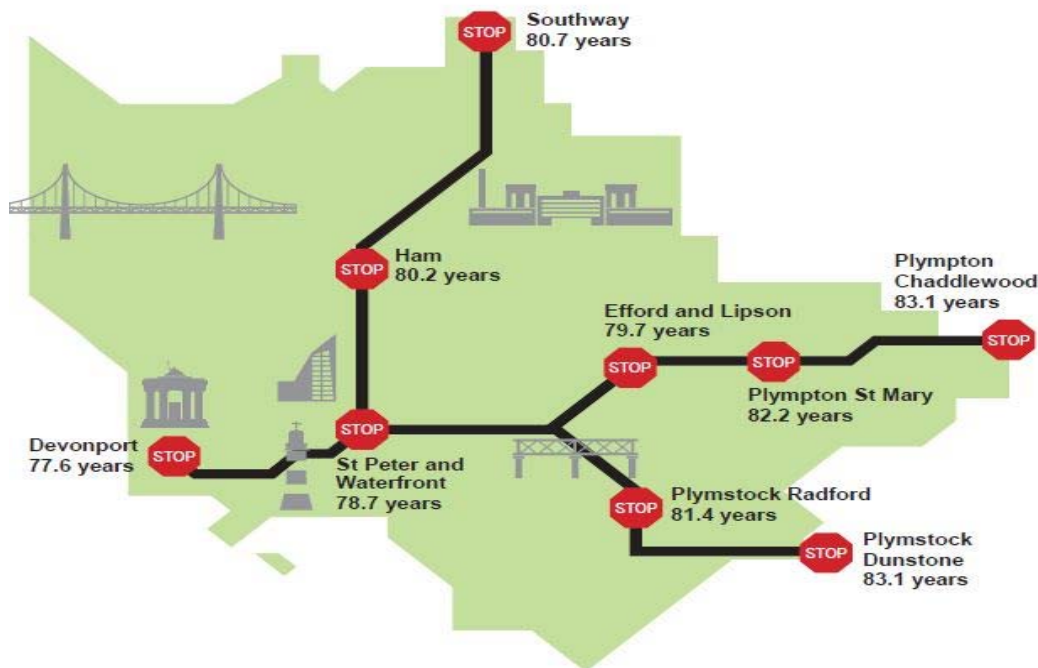 STOP
Southway
80.7 years
STOP
Ham
80.2 years
Plympton
Chaddlewood
83.1 years
STOP
Efford and Lipson
79.7 years
STOP
STOP
Plympton St Mary
82.2 years
Devonport
77.6 years
STOP
STOP
St Peter and
Waterfront
78.7 years
STOP
Plymstock Radford
81.4 years
STOP
Plymstock
Dunstone
83.1 years